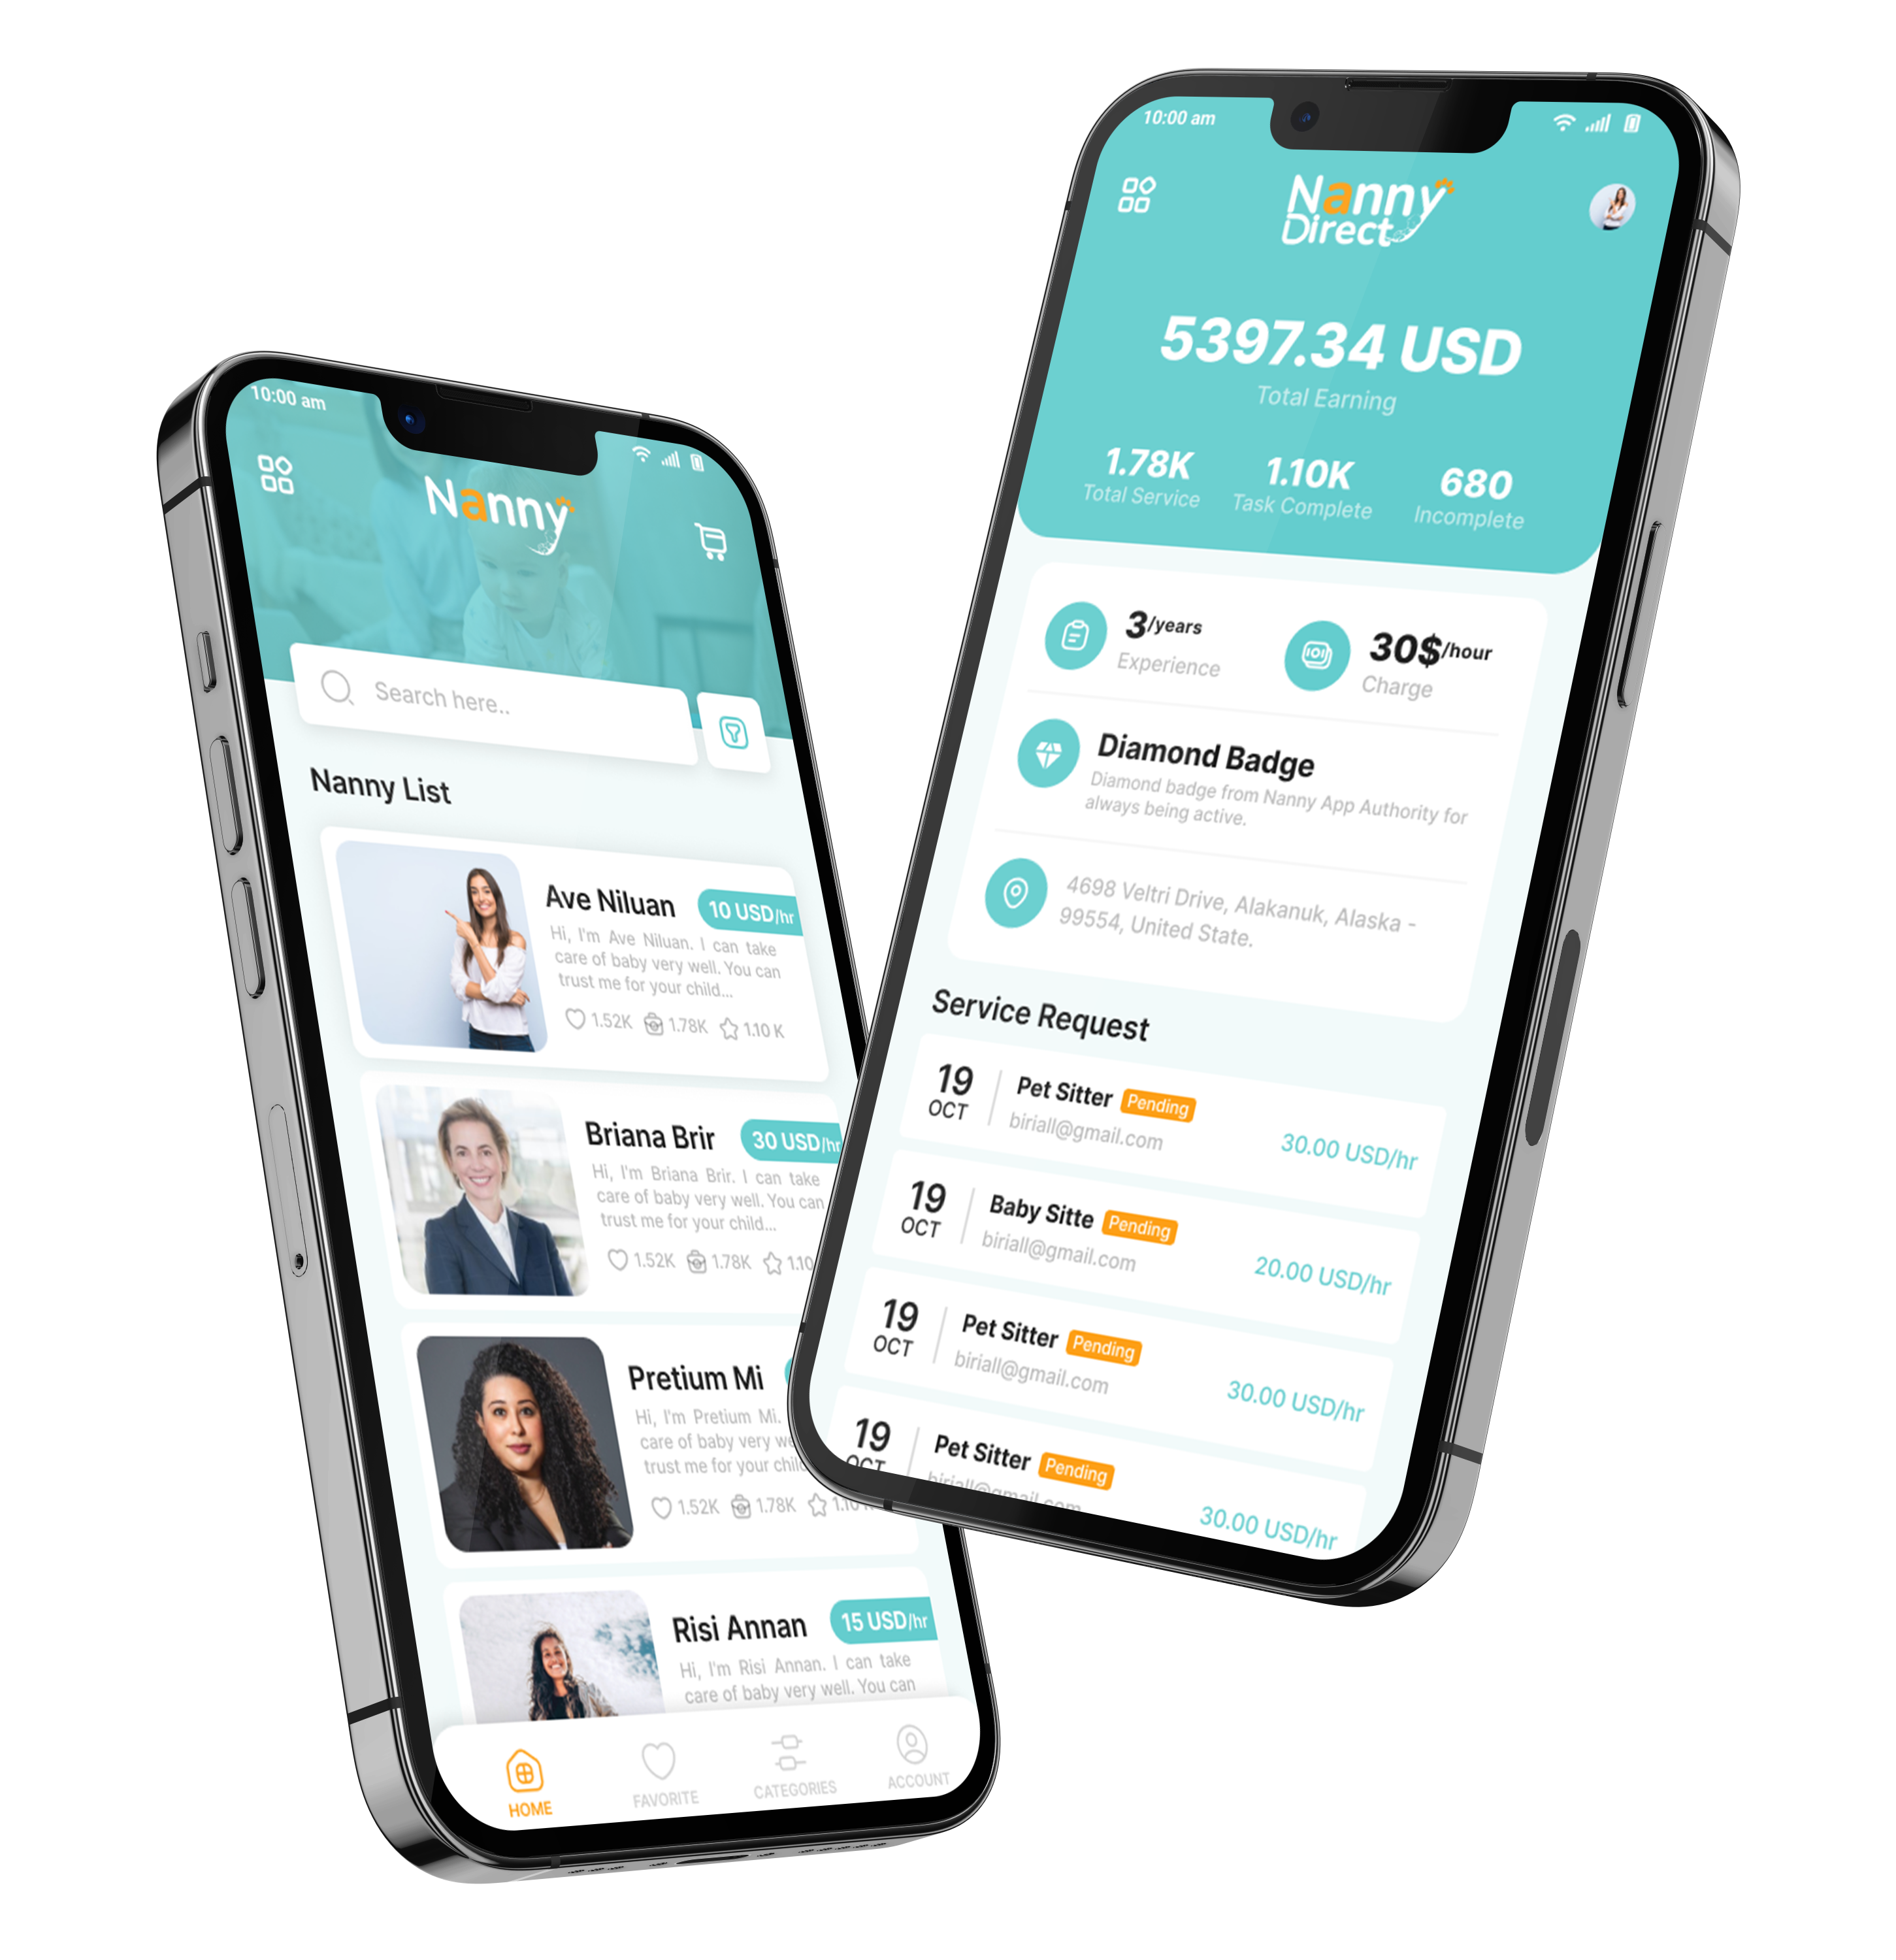 10:00 am
Nanny
Search here..
Nanny List
Ave Niluan
10 USD/hr
Hi, I'm Ave Niluan. I can take
care of baby very well. You can
trust me for your child...
1.52K 1.78K 1.10 K
Briana Brir
30 USD/hr
Hi, I'm Briana Brir. I can take
care of baby very well. You can
trust me for your child...
1.52K 1.78K 1.10
Pretium Mi
Hi, I'm Pretium Mi.
care of baby very
trust me for your
1.52K 1.78K 1.10
Risi Annan
15 USD/hr
Hi, I'm Risi Annan. I can take
care of baby very well. You can
HOME
FAVORITE
CATEGORIES
ACCOUNT
10:00 am
Nanny
Direct
5397.34 USD
Total Earning
1.78K
Total Service
1.10K
Task Complete
680
Incomplete
3/years
Experience
30$/hour
Charge
Diamond Badge
Diamond badge from Nanny App Authority for
always being active.
4698 Veltri Drive, Alakanuk, Alaska -
99554, United State.
Service Request
19
OCT
Pet Sitter Pending
biriall@gmail.com
30.00 USD/hr
19
OCT
Baby Sitte Pending
biriall@gmail.com
20.00 USD/hr
19
OCT
Pet Sitter Pending
biriall@gmail.com
30.00 USD/hr
19
OCT
Pet Sitter Pending
biriall@gmail.com
30.00 USD/hr